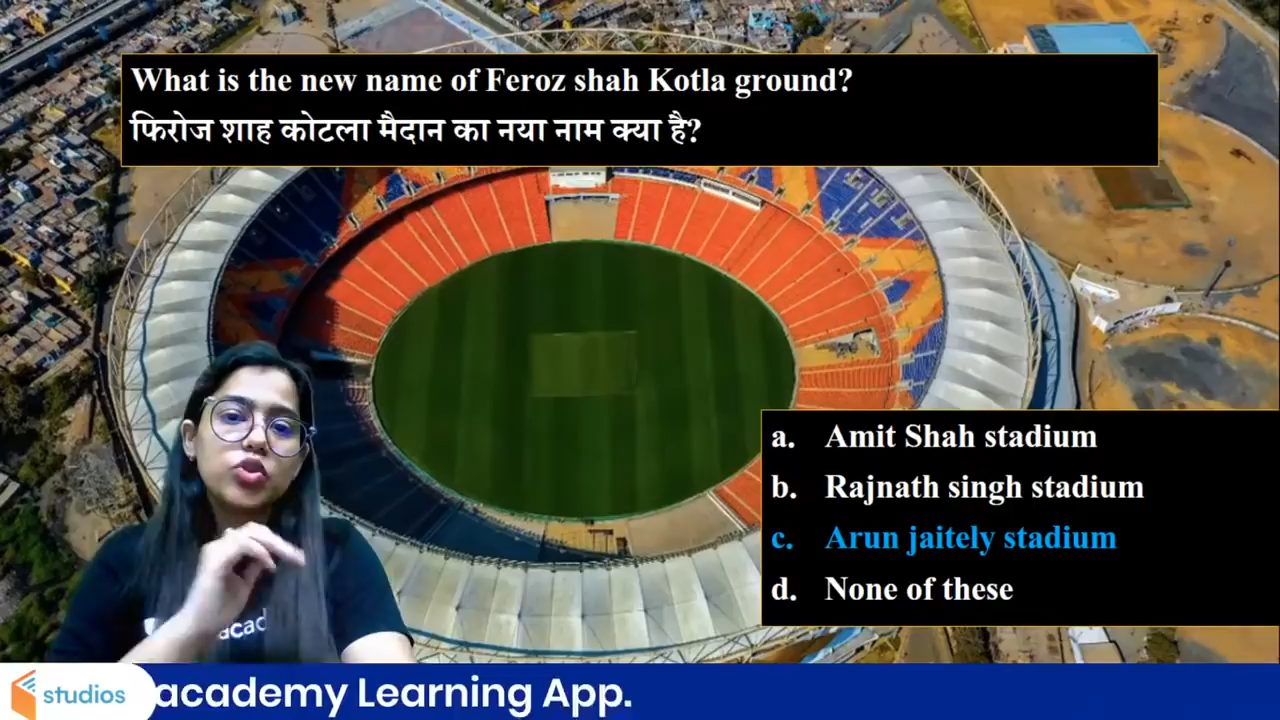 What is the new name of Feroz shah Kotla ground?
फिरोज शाह कोटला मैदान का नया नाम क्या है?
a. Amit Shah stadium
b. Rajnath singh stadium
c. Arun jaitely stadium
d. None of these
acad
studios
academy Learning App.